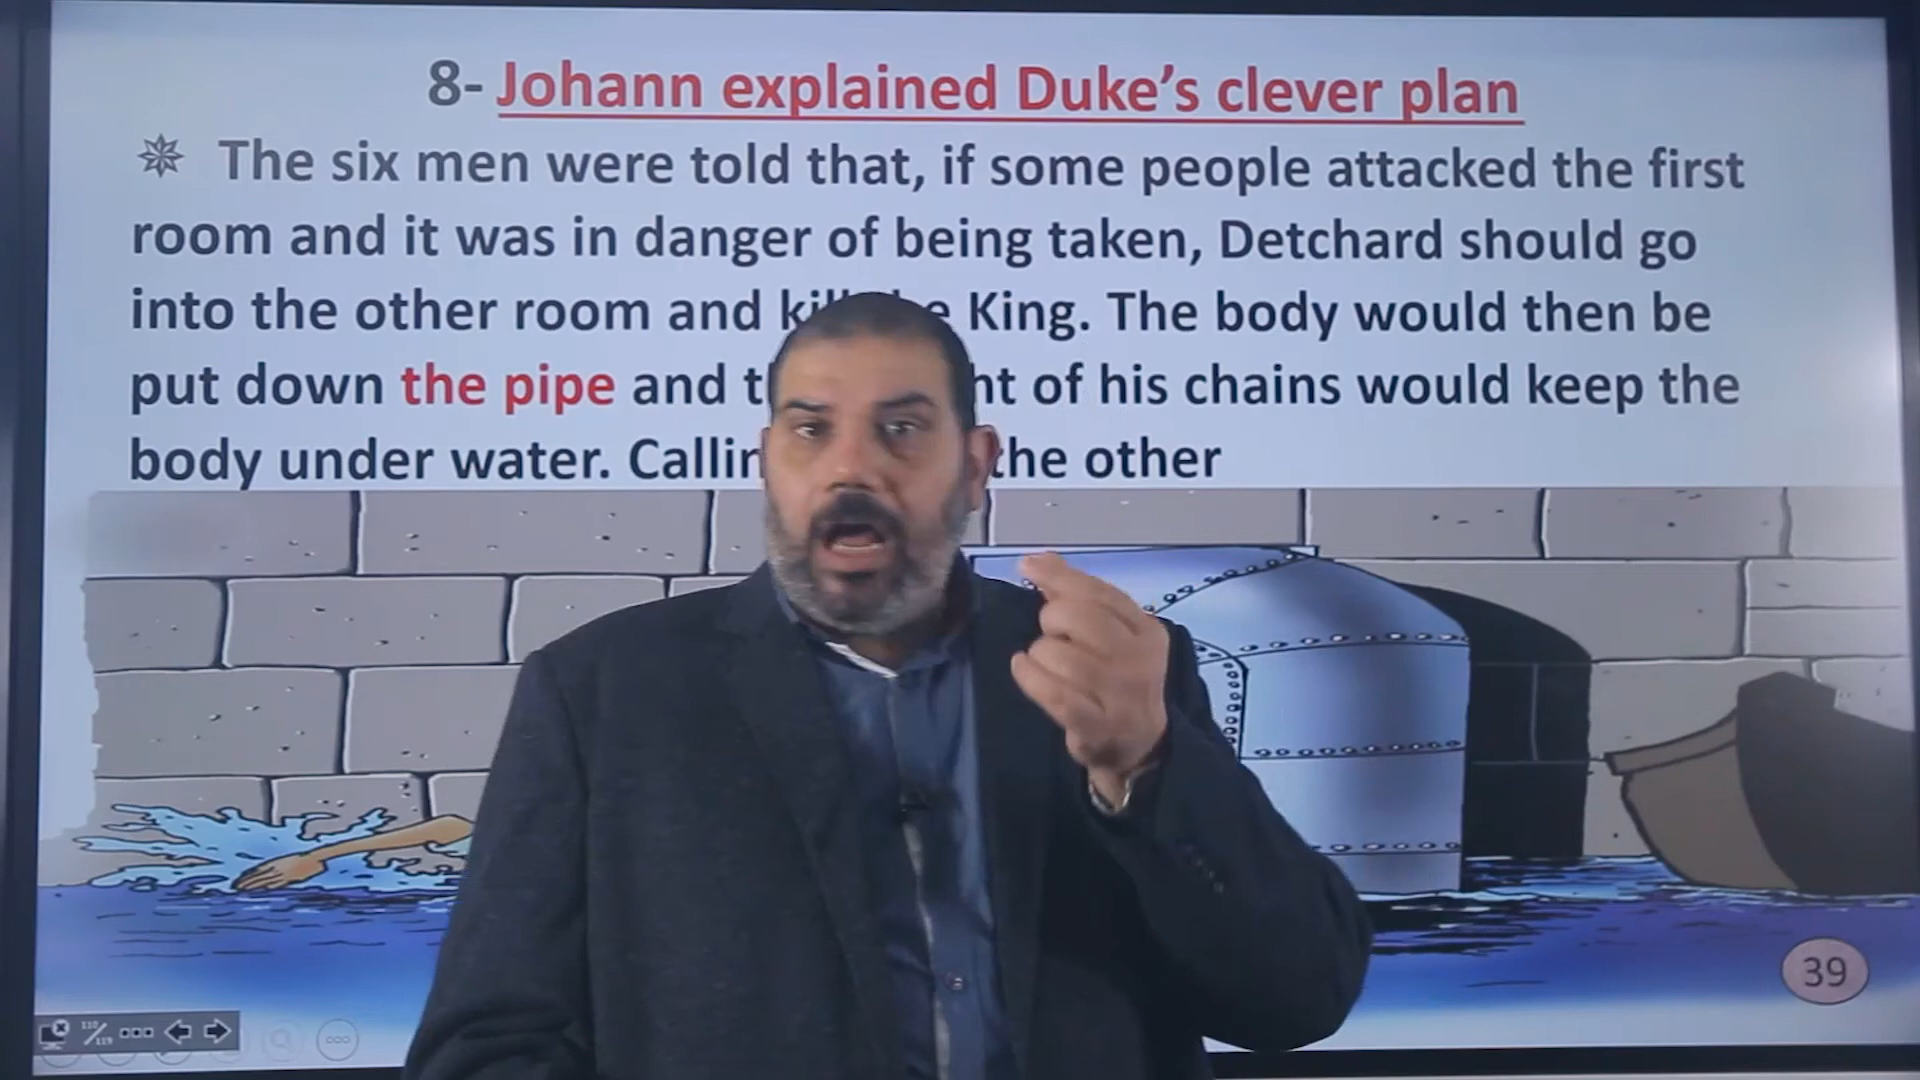 8- Johann explained Duke's clever plan
The six men were told that, if some people attacked the first
room and it was in danger of being taken, Detchard should go
into the other room and King. The body would then be
put down the pipe and of his chains would keep the
body under water. the other
39
110/119